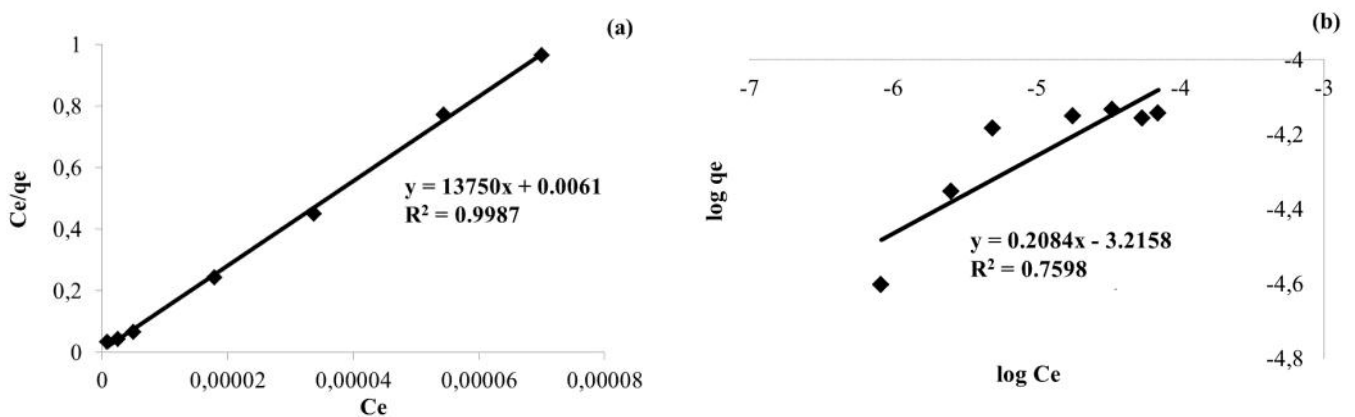 (a)
1
0,8
0,6
0,4
0,2
0
Ce/qe
y = 13750x + 0.0061
R² = 0.9987
0
0,00002
0,00004
0,00006
0,00008
Ce
(b)
-7
-6
-5
-4
-3
-4
-4,2
-4,4
-4,6
-4,8
log qe
y = 0.2084x - 3.2158
R² = 0.7598
log Ce